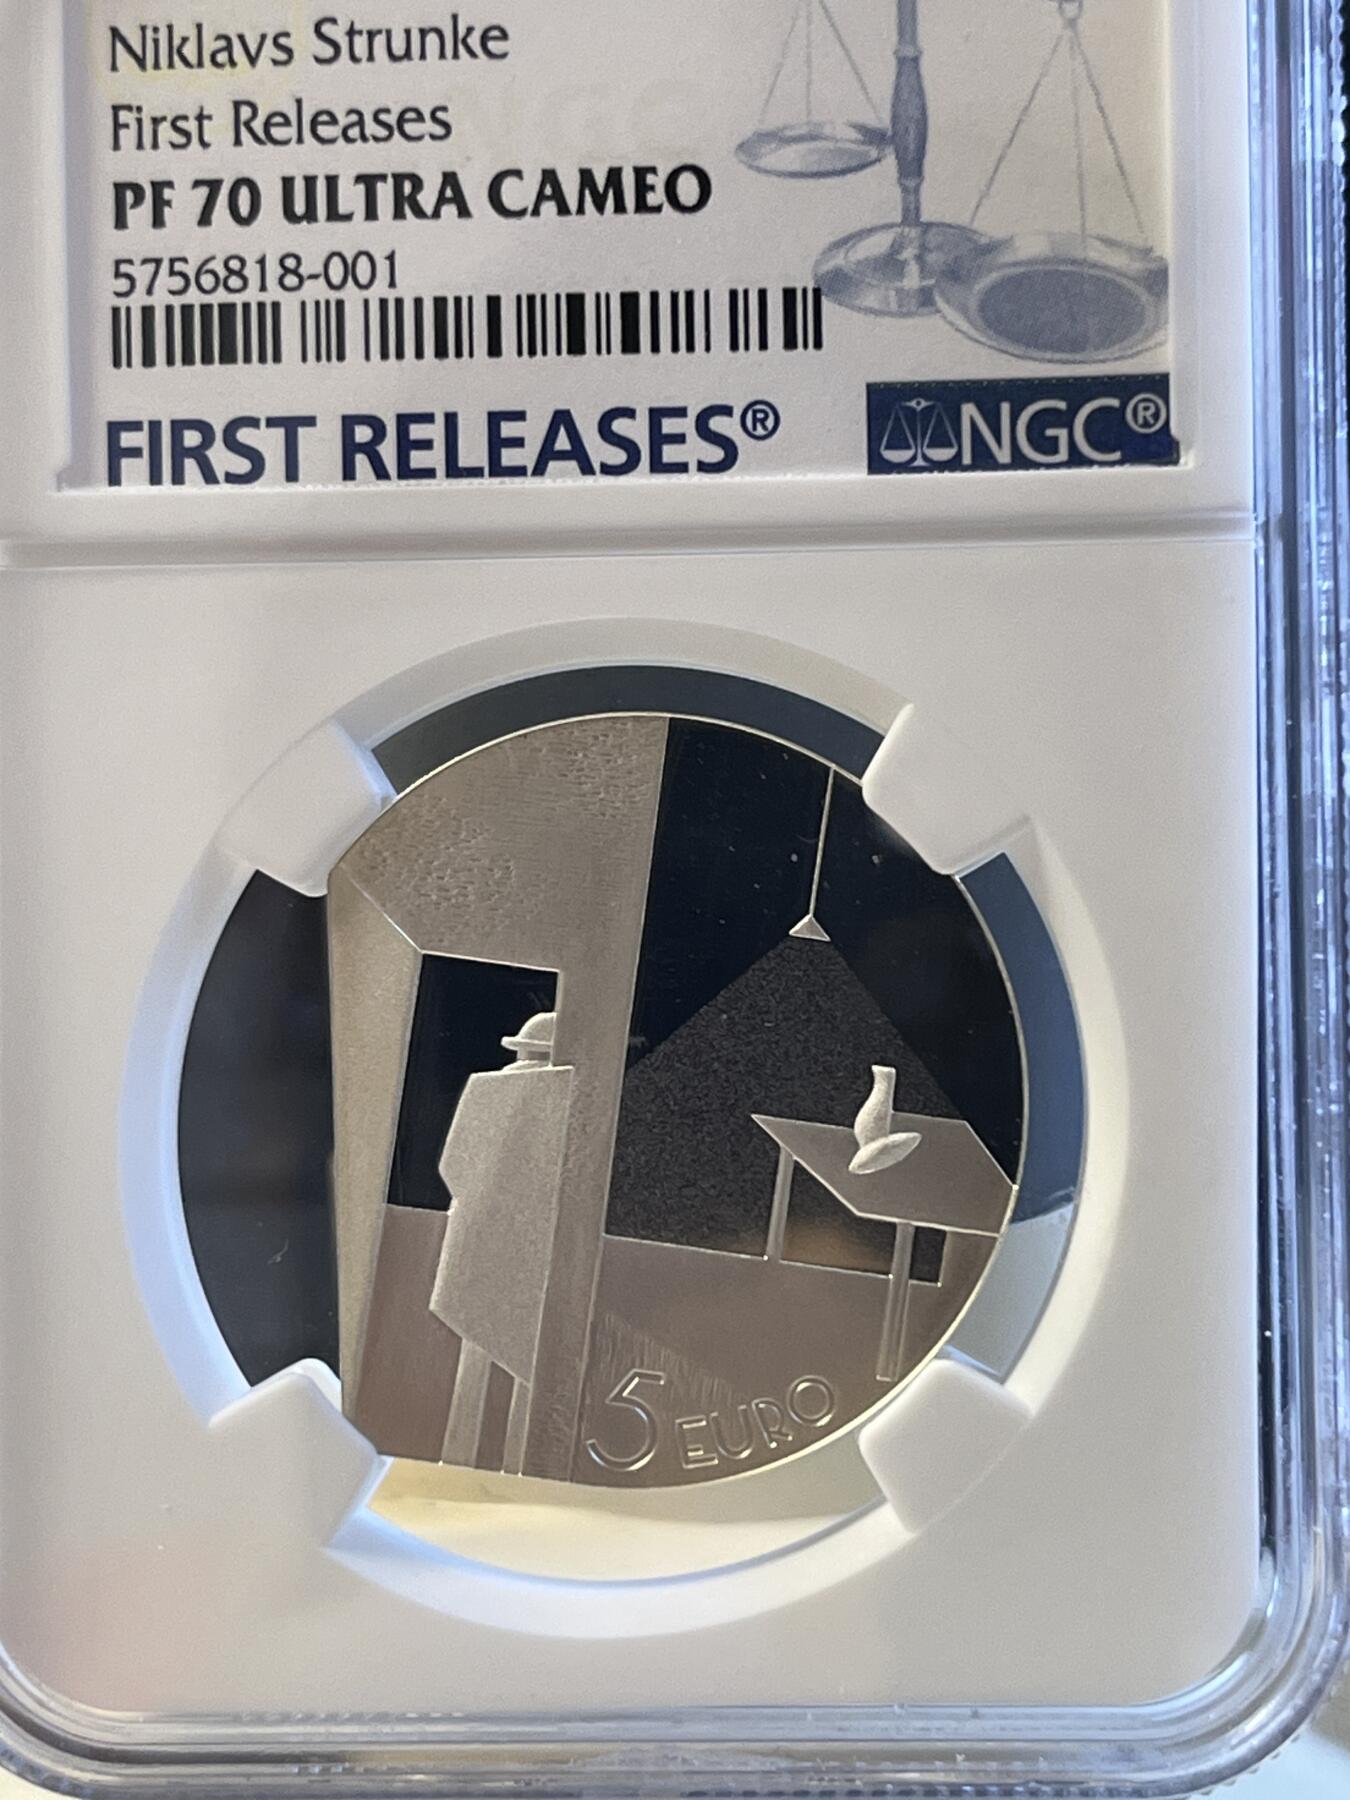 Niklavs Strunke
First Releases
PF 70 ULTRA CAMEO
5756818-001
FIRST RELEASES®
NGC®
5 EURO